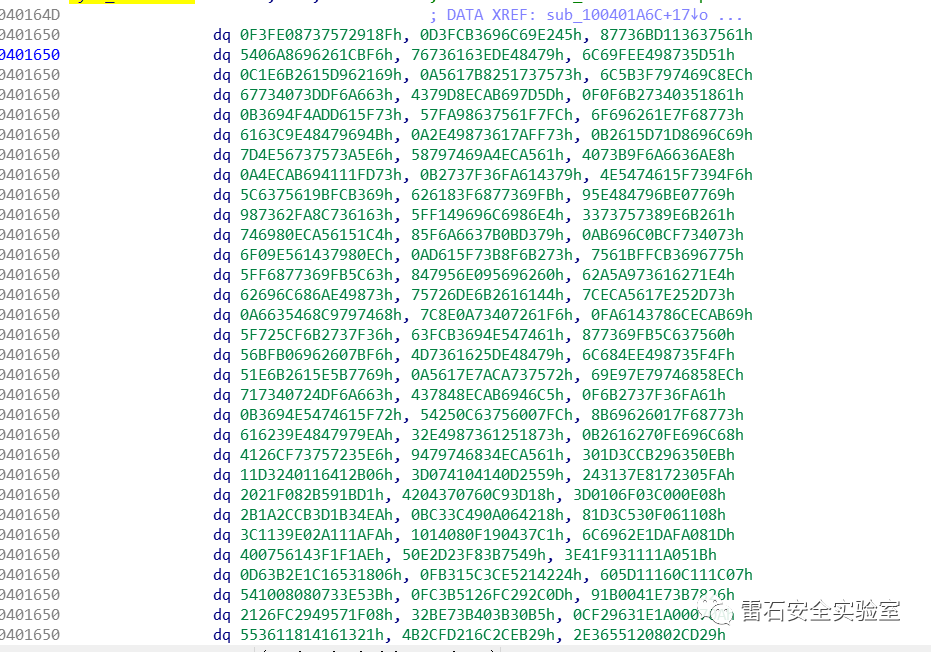 040164D ; DATA XREF: sub_100401A6C+17↓o ...
0401650 dq 0F3FE08737572918Fh, 0D3FCB3696C69E245h, 87736BD113637561h
0401650 dq 5406A8696261CBF6h, 76736163EDE48479h, 6C69FEE498735D51h
0401650 dq 0C1E6B2615D962169h, 0A5617B8251737573h, 6C5B3F797469C8ECh
0401650 dq 67734073DDF6A663h, 4379D8ECAB697D5Dh, 0F0F6B27340351861h
0401650 dq 0B3694F4ADD615F73h, 57FA98637561F7FCh, 6F696261E7F68773h
0401650 dq 6163C9E48479694Bh, 0A2E49873617AFF73h, 0B2615D71D8696C69h
0401650 dq 7D4E56737573A5E6h, 58797469A4ECA561h, 4073B9F6A6636AE8h
0401650 dq 0A4ECAB694111FD73h, 0B2737F36FA614379h, 4E5474615F7394F6h
0401650 dq 5C6375619BFCB369h, 626183F6877369FBh, 95E484796BE07769h
0401650 dq 987362FA8C736163h, 5FF149696C6986E4h, 3373757389E6B261h
0401650 dq 746980ECA56151C4h, 85F6A6637B0BD379h, 0AB696C0BCF734073h
0401650 dq 6F09E561437980ECh, 0AD615F73B8F6B273h, 7561BFFCB3696775h
0401650 dq 5FF6877369FB5C63h, 847956E095696260h, 62A5A973616271E4h
0401650 dq 62696C686AE49873h, 75726DE6B2616144h, 7CECA5617E252D73h
0401650 dq 0A6635468C9797468h, 7C8E0A73407261F6h, 0FA6143786CECAB69h
0401650 dq 5F725CF6B2737F36h, 63FCB3694E547461h, 877369FB5C637560h
0401650 dq 56BFB06962607BF6h, 4D7361625DE48479h, 6C684EE498735F4Fh
0401650 dq 51E6B2615E5B7769h, 0A5617E7ACA737572h, 69E97E79746858ECh
0401650 dq 717340724DF6A663h, 437848ECAB6946C5h, 0F6B2737F36FA61h
0401650 dq 0B3694E5474615F72h, 54250C63756007FCh, 8B69626017F68773h
0401650 dq 616239E4847979EAh, 32E4987361251873h, 0B2616270FE696C68h
0401650 dq 4126CF73757235E6h, 9479746834ECA561h, 301D3CCB296350EBh
0401650 dq 11D3240116412B06h, 3D074104140D2559h, 243137E8172305FAh
0401650 dq 2021F082B591BD1h, 4204370760C93D18h, 3D0106F03C000E08h
0401650 dq 2B1A2CCB3D1B34EAh, 0BC33C490A064218h, 81D3C530F061108h
0401650 dq 3C1139E02A111AFAh, 1014080F190437C1h, 6C6962E1DAFA081Dh
0401650 dq 400756143F1F1AEh, 50E2D23F83B7549h, 3E41F931111A051Bh
0401650 dq 0D63B2E1C16531806h, 0FB315C3CE5214224h, 605D11160C111C07h
0401650 dq 541008080733E53Bh, 0FC3B5126FC292C0Dh,
0401650 dq 2126FC2949571F08h, 32BE73B403B30B5h,
0401650 dq 553611814161321h, 4B2CFD216C2CEB29h, 2E3655120802CD29h
雷石安全实验室